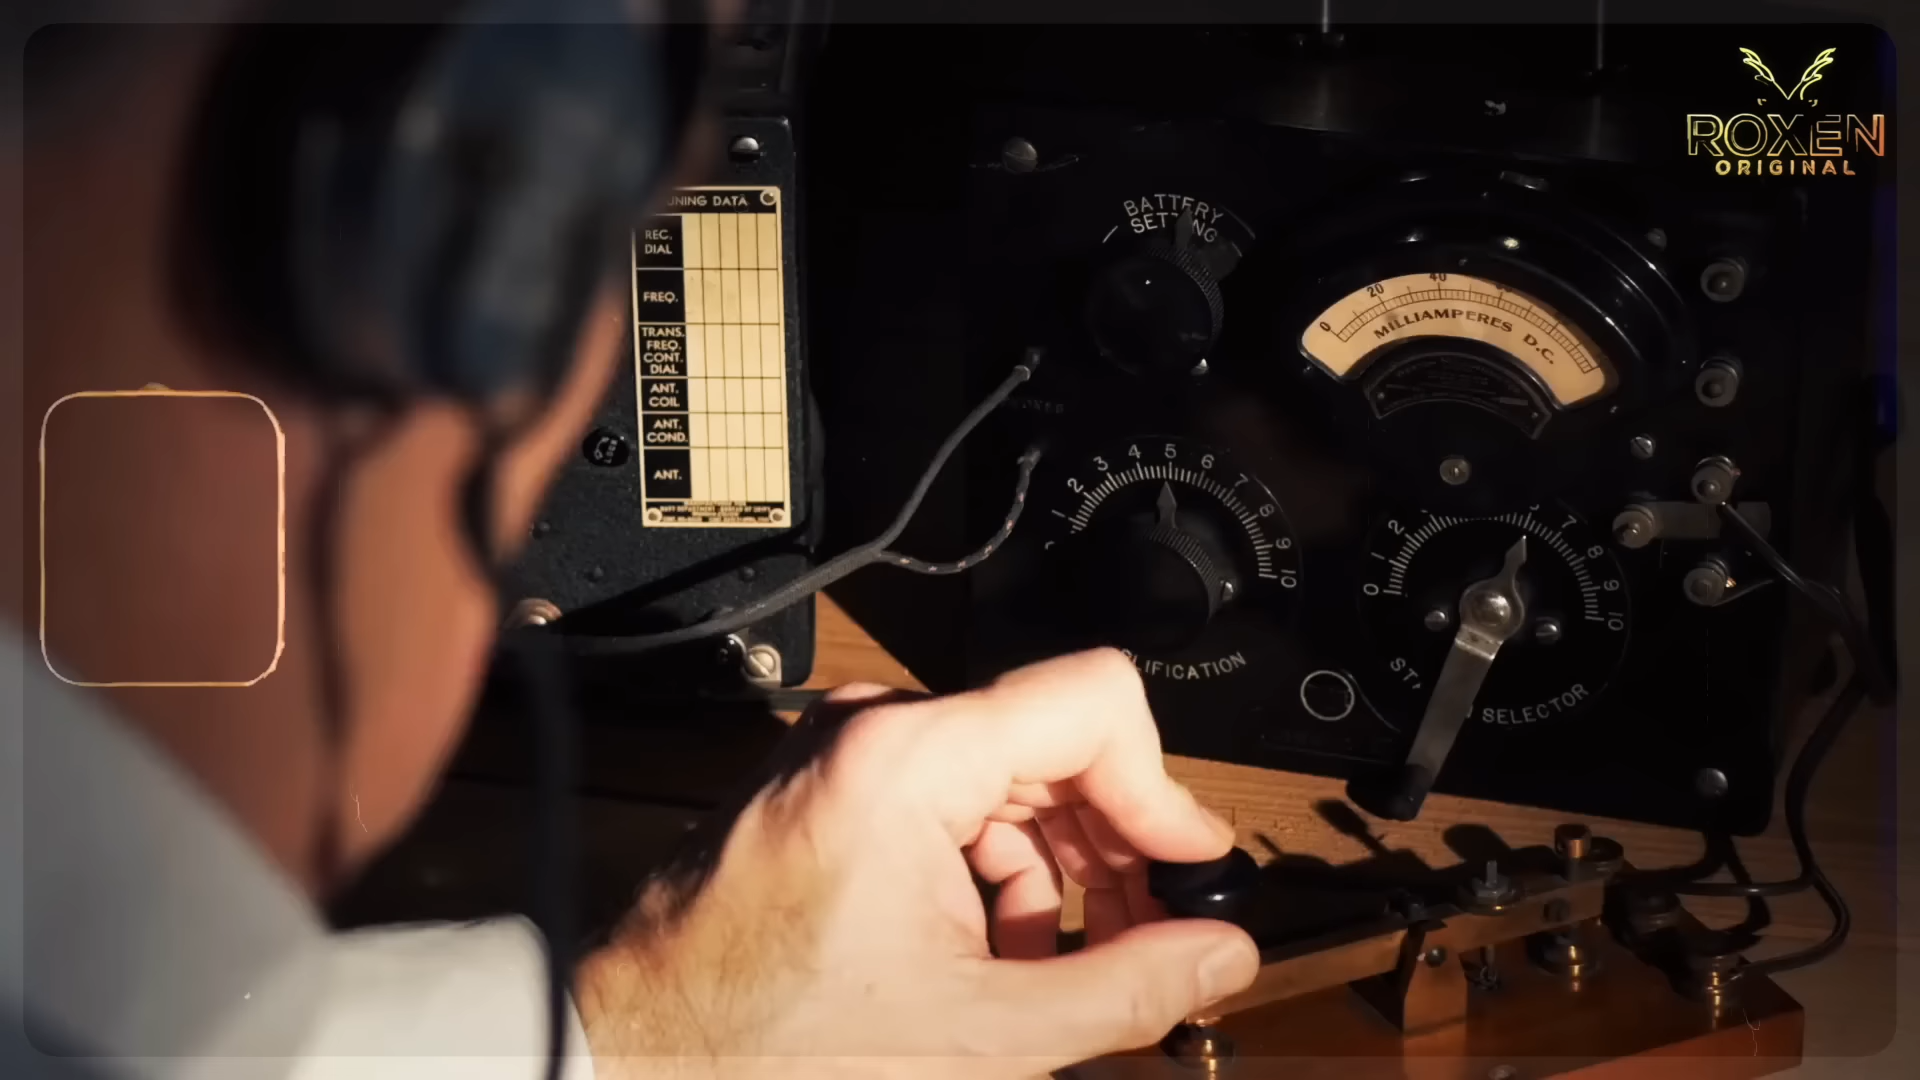 ROXEN
ORIGINAL
UNING DATA
REC.
DIAL
FREQ.
TRANS.
FREQ.
CONT.
DIAL
ANT.
COIL
ANT.
COND.
ANT.
BATTERY
SETTING
0 20 40
MILLIAMPERES D.C.
1 2 3 4 5 6 7 8 9 10
LIFICATION
0 1 2 7 8 9 10
ST
SELECTOR